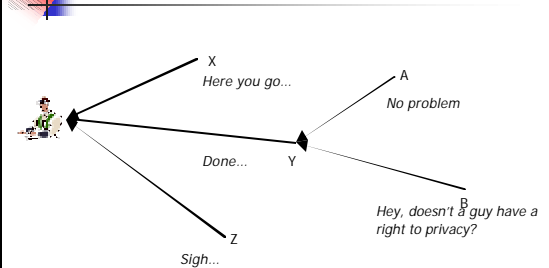 X
Here you go...
A
No problem
Done...
Y
B
Hey, doesn't a guy have a
right to privacy?
Z
Sigh...